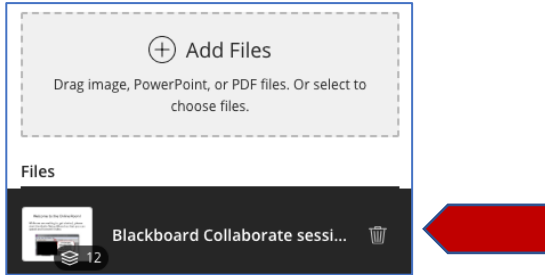 Add Files
Drag image, PowerPoint, or PDF files. Or select to
choose files.
Files
Blackboard Collaborate sessi...
12